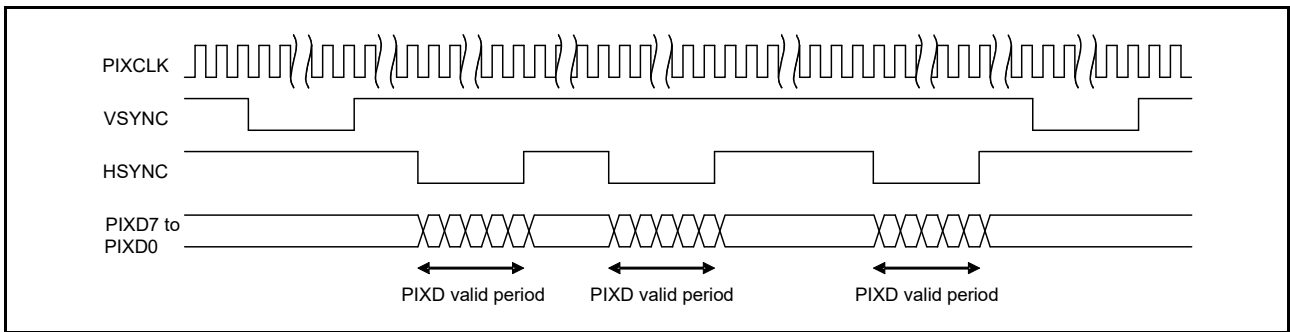 PIXCLK
VSYNC
HSYNC
PIXD7 to
PIXD0
PIXD valid period
PIXD valid period
PIXD valid period